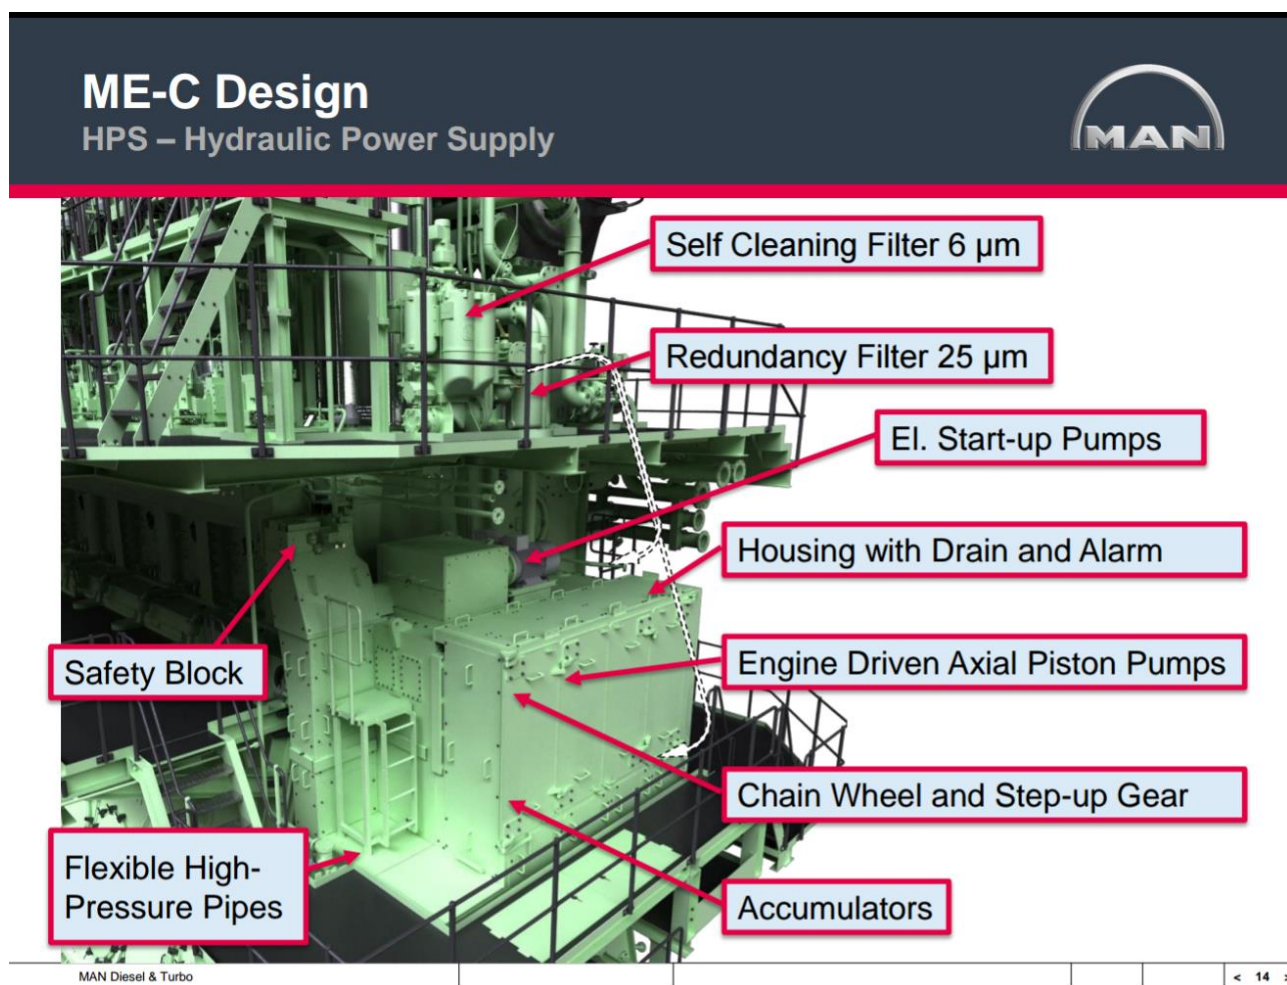 ME-C Design
HPS – Hydraulic Power Supply
MAN
Self Cleaning Filter 6 µm
Redundancy Filter 25 µm
El. Start-up Pumps
Housing with Drain and Alarm
Safety Block
Engine Driven Axial Piston Pumps
Chain Wheel and Step-up Gear
Flexible High-
Pressure Pipes
Accumulators
MAN Diesel & Turbo
< 14 >